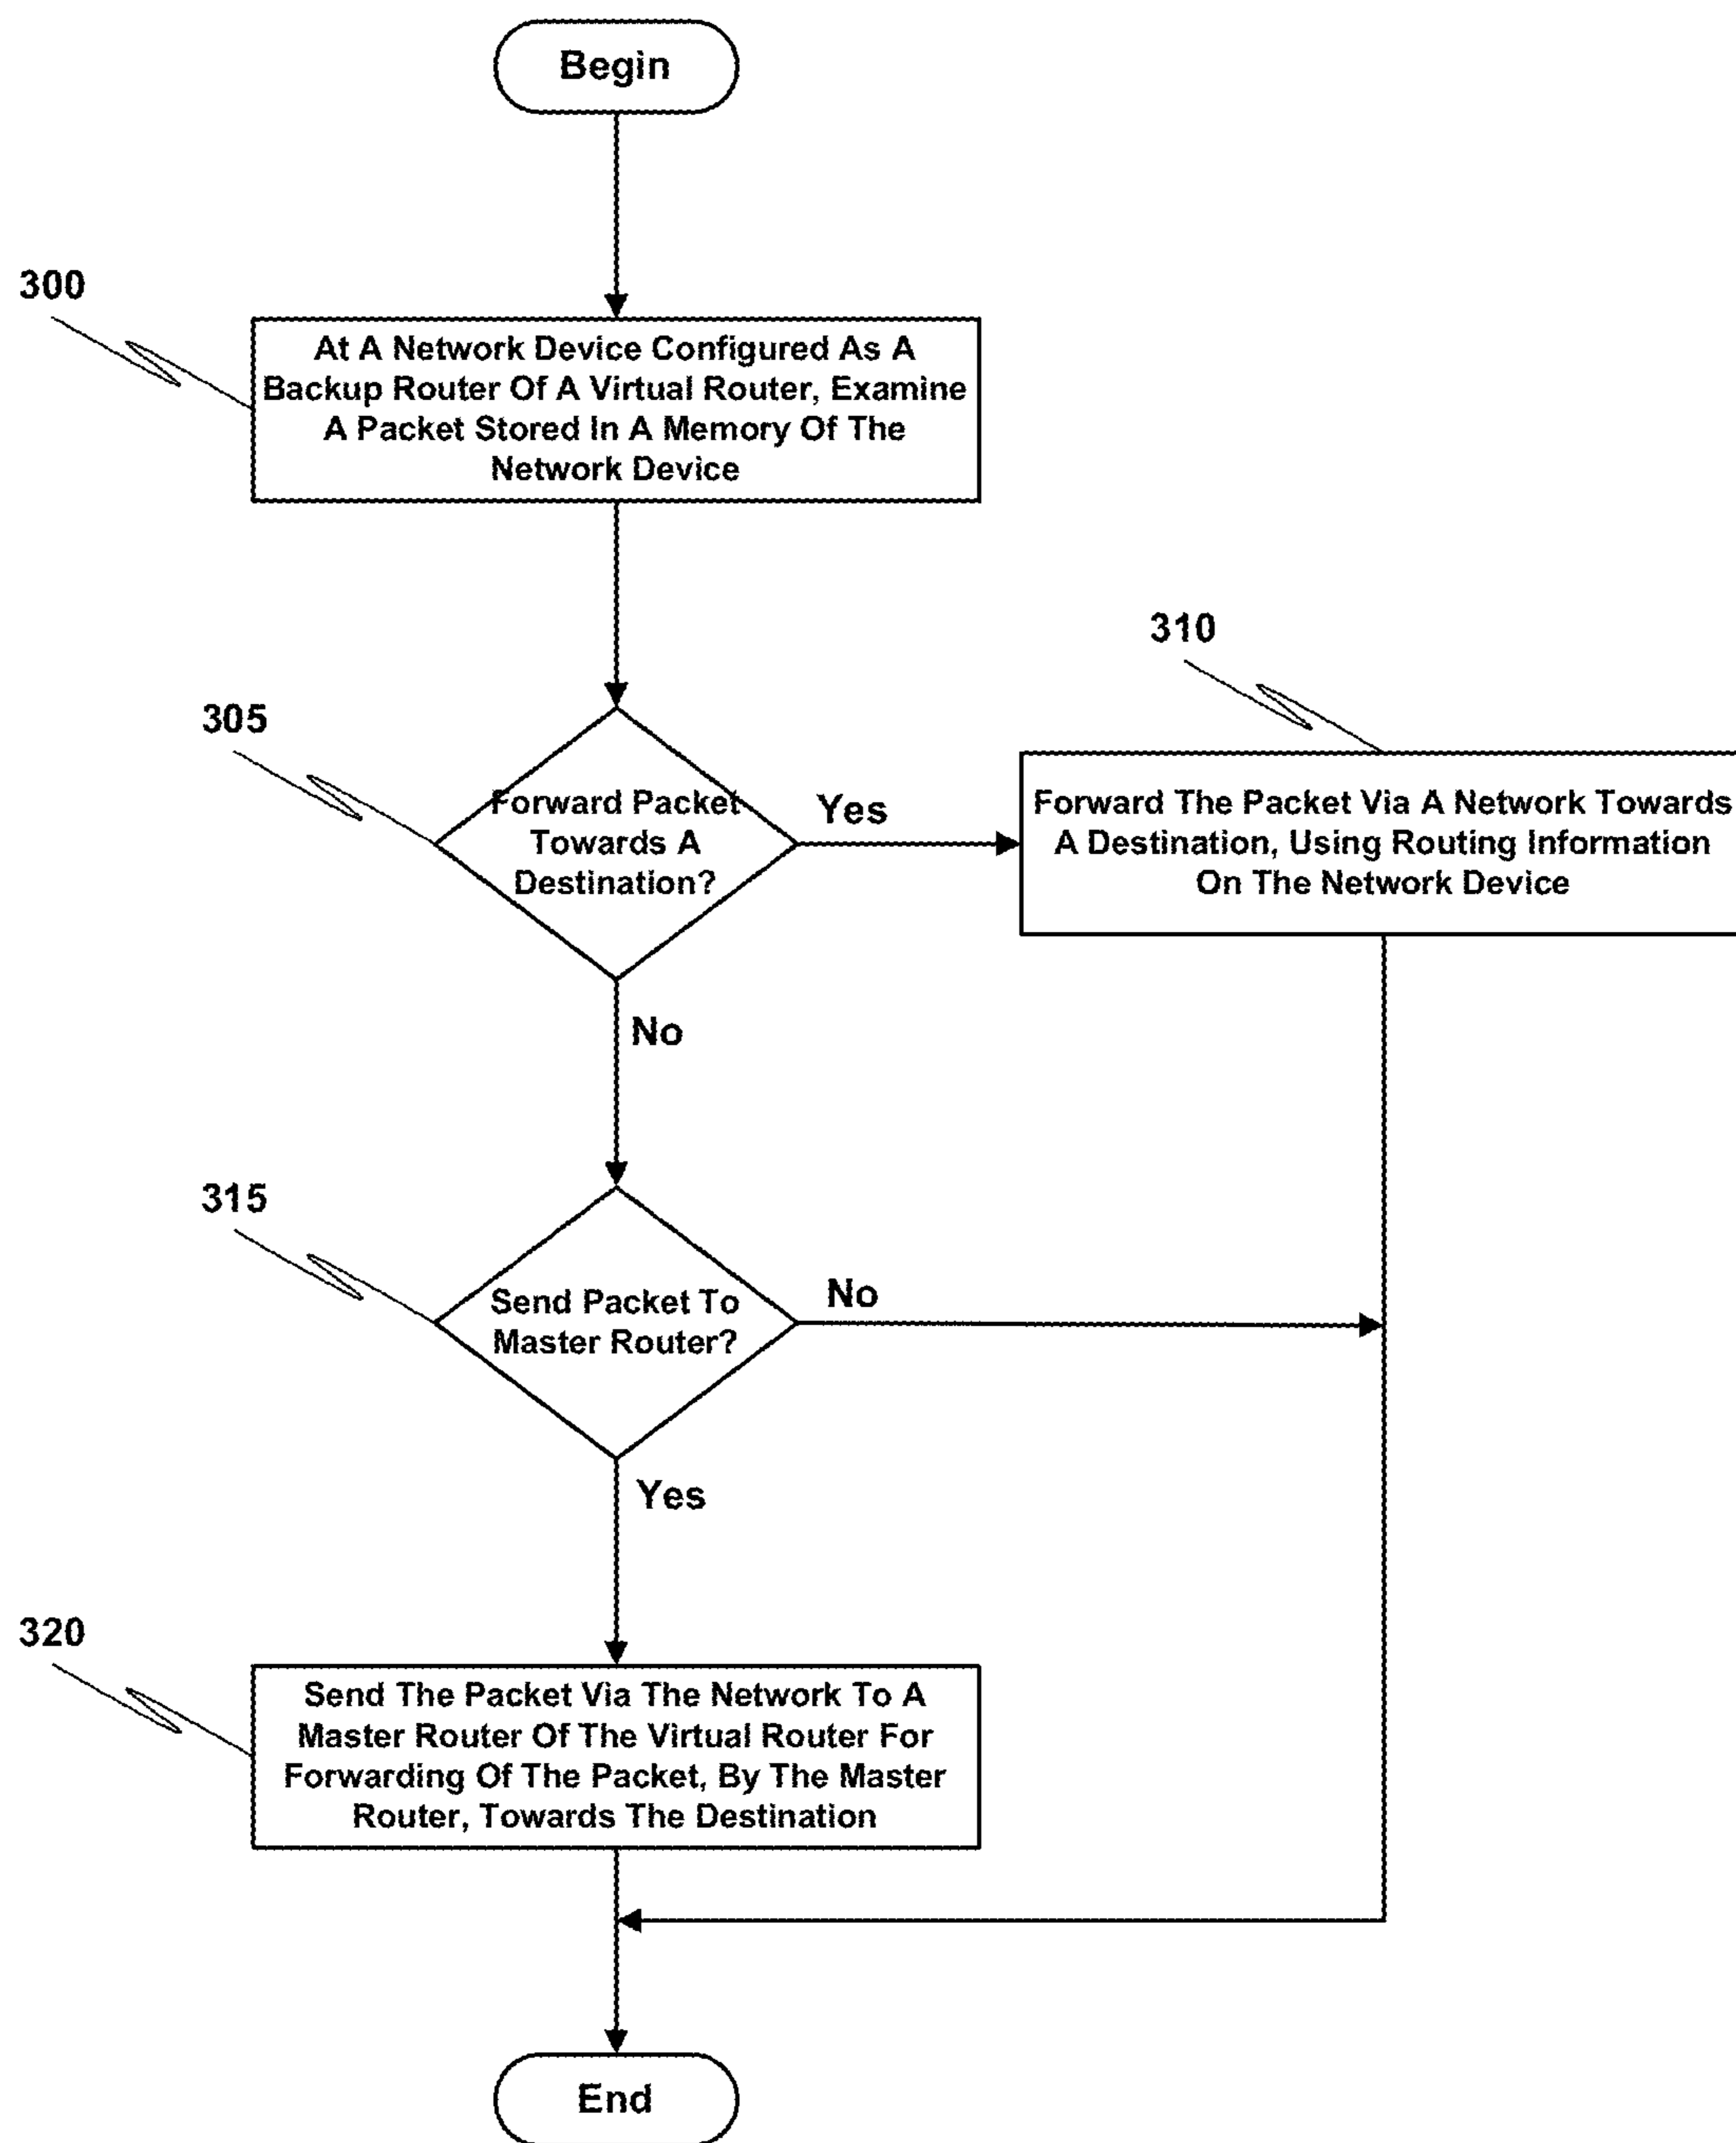 Begin
300
At A Network Device Configured As A
Backup Router Of A Virtual Router, Examine
A Packet Stored In A Memory Of The
Network Device
305
Forward Packet
Towards A
Destination?
Yes
310
Forward The Packet Via A Network Towards
A Destination, Using Routing Information
On The Network Device
No
315
Send Packet To
Master Router?
No
Yes
320
Send The Packet Via The Network To A
Master Router Of The Virtual Router For
Forwarding Of The Packet, By The Master
Router, Towards The Destination
End